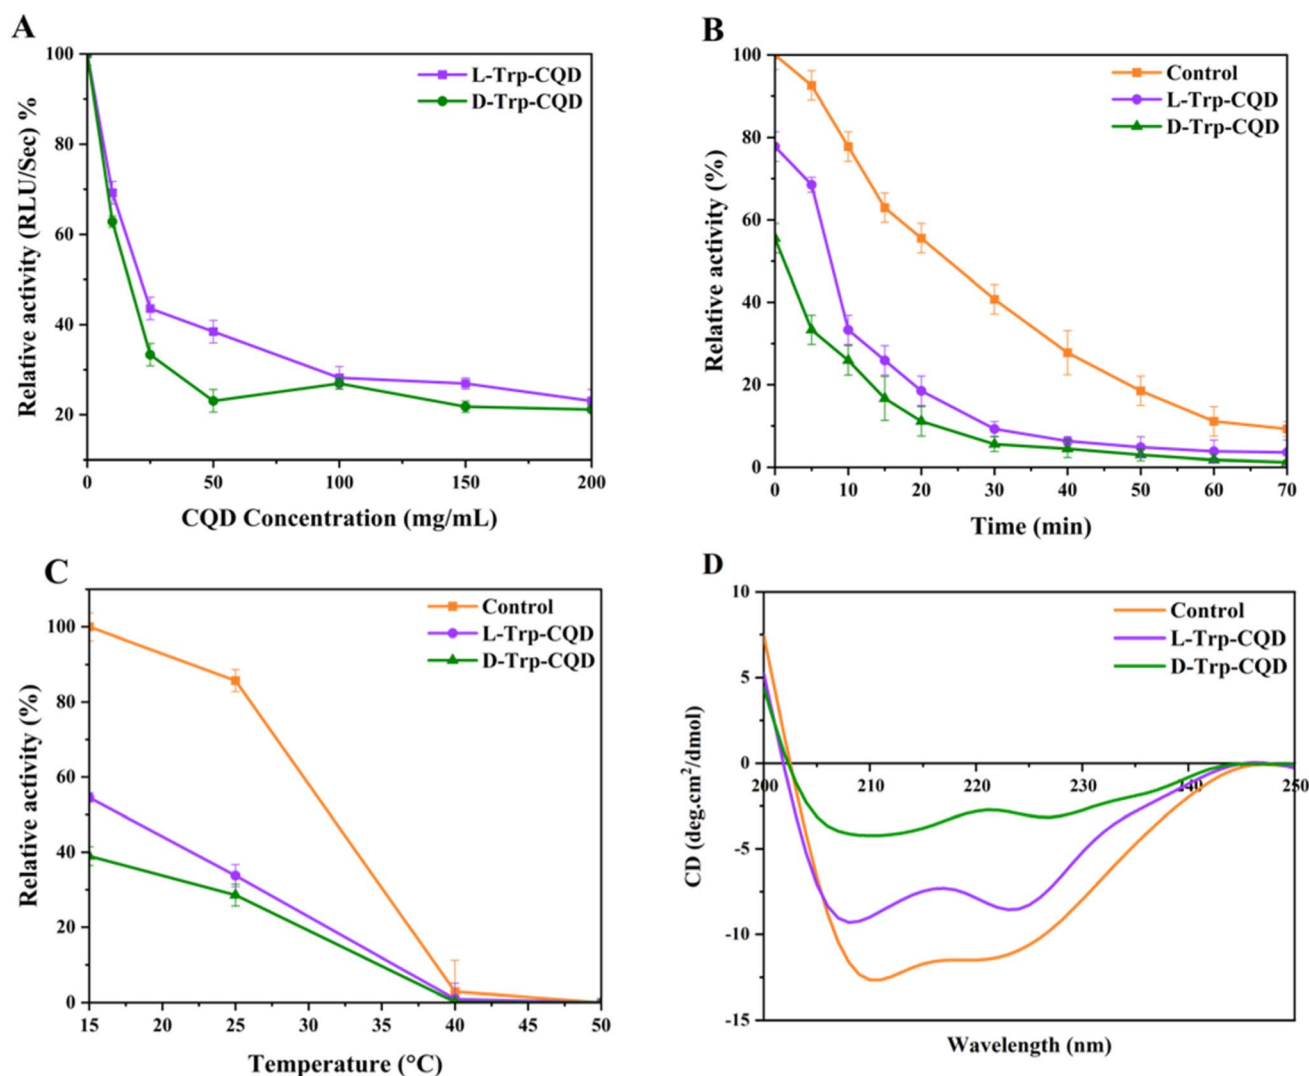 A
100
80
60
40
20
0
50
100
150
200
L-Trp-CQD
D-Trp-CQD
Relative activity (RLU/Sec) %
CQD Concentration (mg/mL)
B
100
80
60
40
20
0
0
10
20
30
40
50
60
70
Control
L-Trp-CQD
D-Trp-CQD
Relative activity (%)
Time (min)
C
100
80
60
40
20
0
15
20
25
30
35
40
45
50
Control
L-Trp-CQD
D-Trp-CQD
Relative activity (%)
Temperature (°C)
D
10
5
0
-5
-10
-15
200
210
220
230
240
250
Control
L-Trp-CQD
D-Trp-CQD
CD (deg.cm²/dmol)
Wavelength (nm)